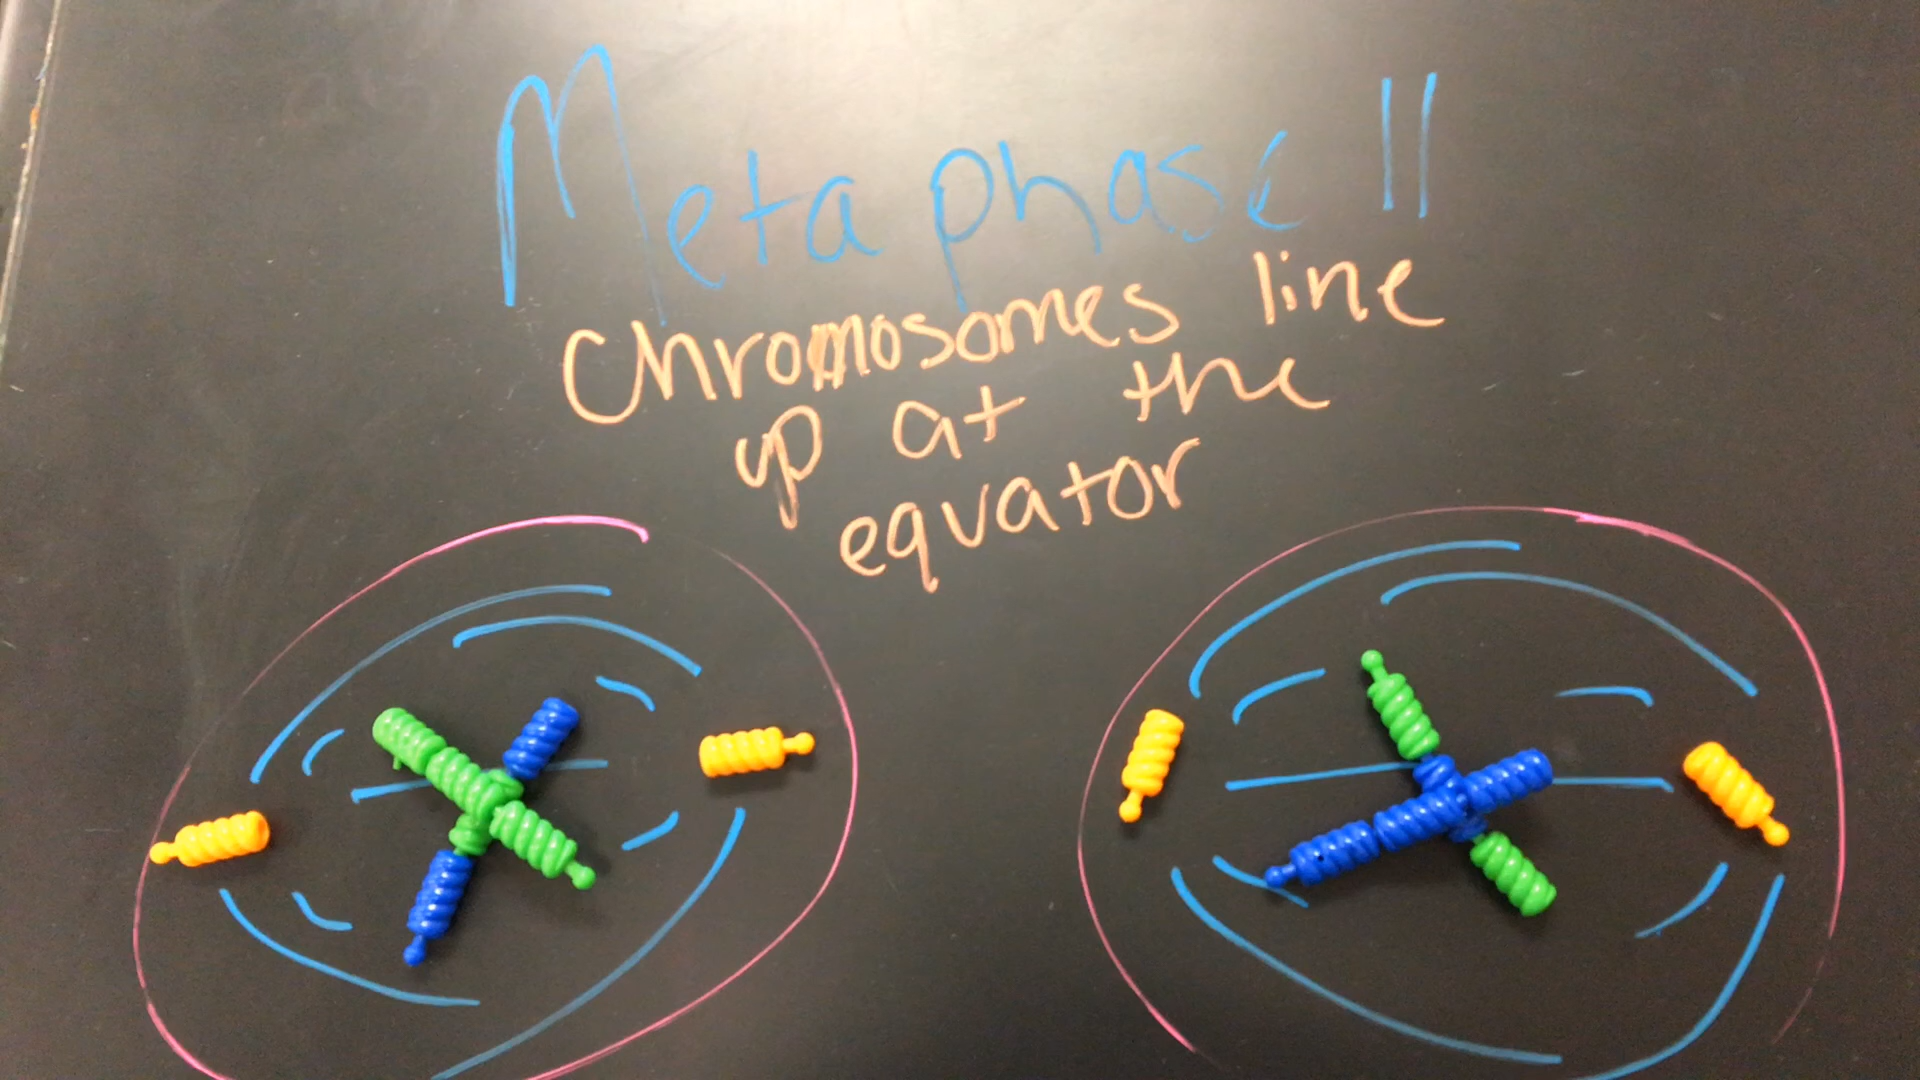 Metaphase II
Chromosomes line
up at the
equator